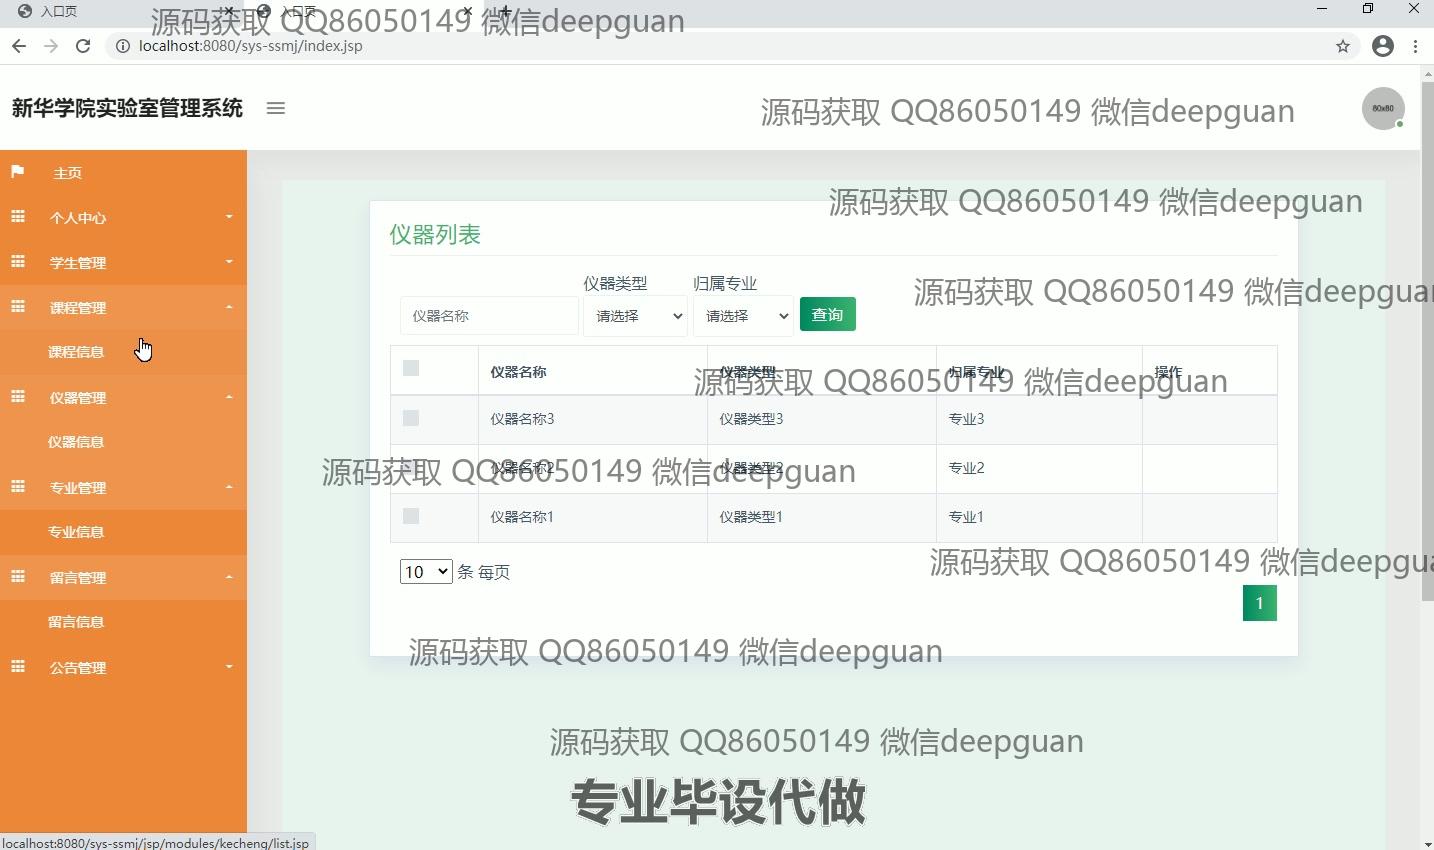 入口页
入口页
源码获取 QQ86050149 微信deepguan
localhost:8080/sys-ssmj/index.jsp
新华学院实验室管理系统
源码获取 QQ86050149 微信deepguan
80x80
主页
源码获取 QQ86050149 微信deepguan
个人中心
仪器列表
学生管理
仪器类型
归属专业
源码获取 QQ86050149 微信deepgua
课程管理
仪器名称
请选择
请选择
查询
课程信息
仪器名称
仪器类型
归属专业
操作
源码获取 QQ86050149 微信deepguan
仪器管理
仪器名称3
仪器类型3
专业3
仪器信息
仪器名称2
仪器类型2
专业2
源码获取 QQ86050149 微信deepguan
专业管理
仪器名称1
仪器类型1
专业1
专业信息
源码获取 QQ86050149 微信deepgua
10 条 每页
留言管理
1
留言信息
源码获取 QQ86050149 微信deepguan
公告管理
源码获取 QQ86050149 微信deepguan
专业毕设代做
localhost:8080/sys-ssmj/jsp/modules/kecheng/list.jsp